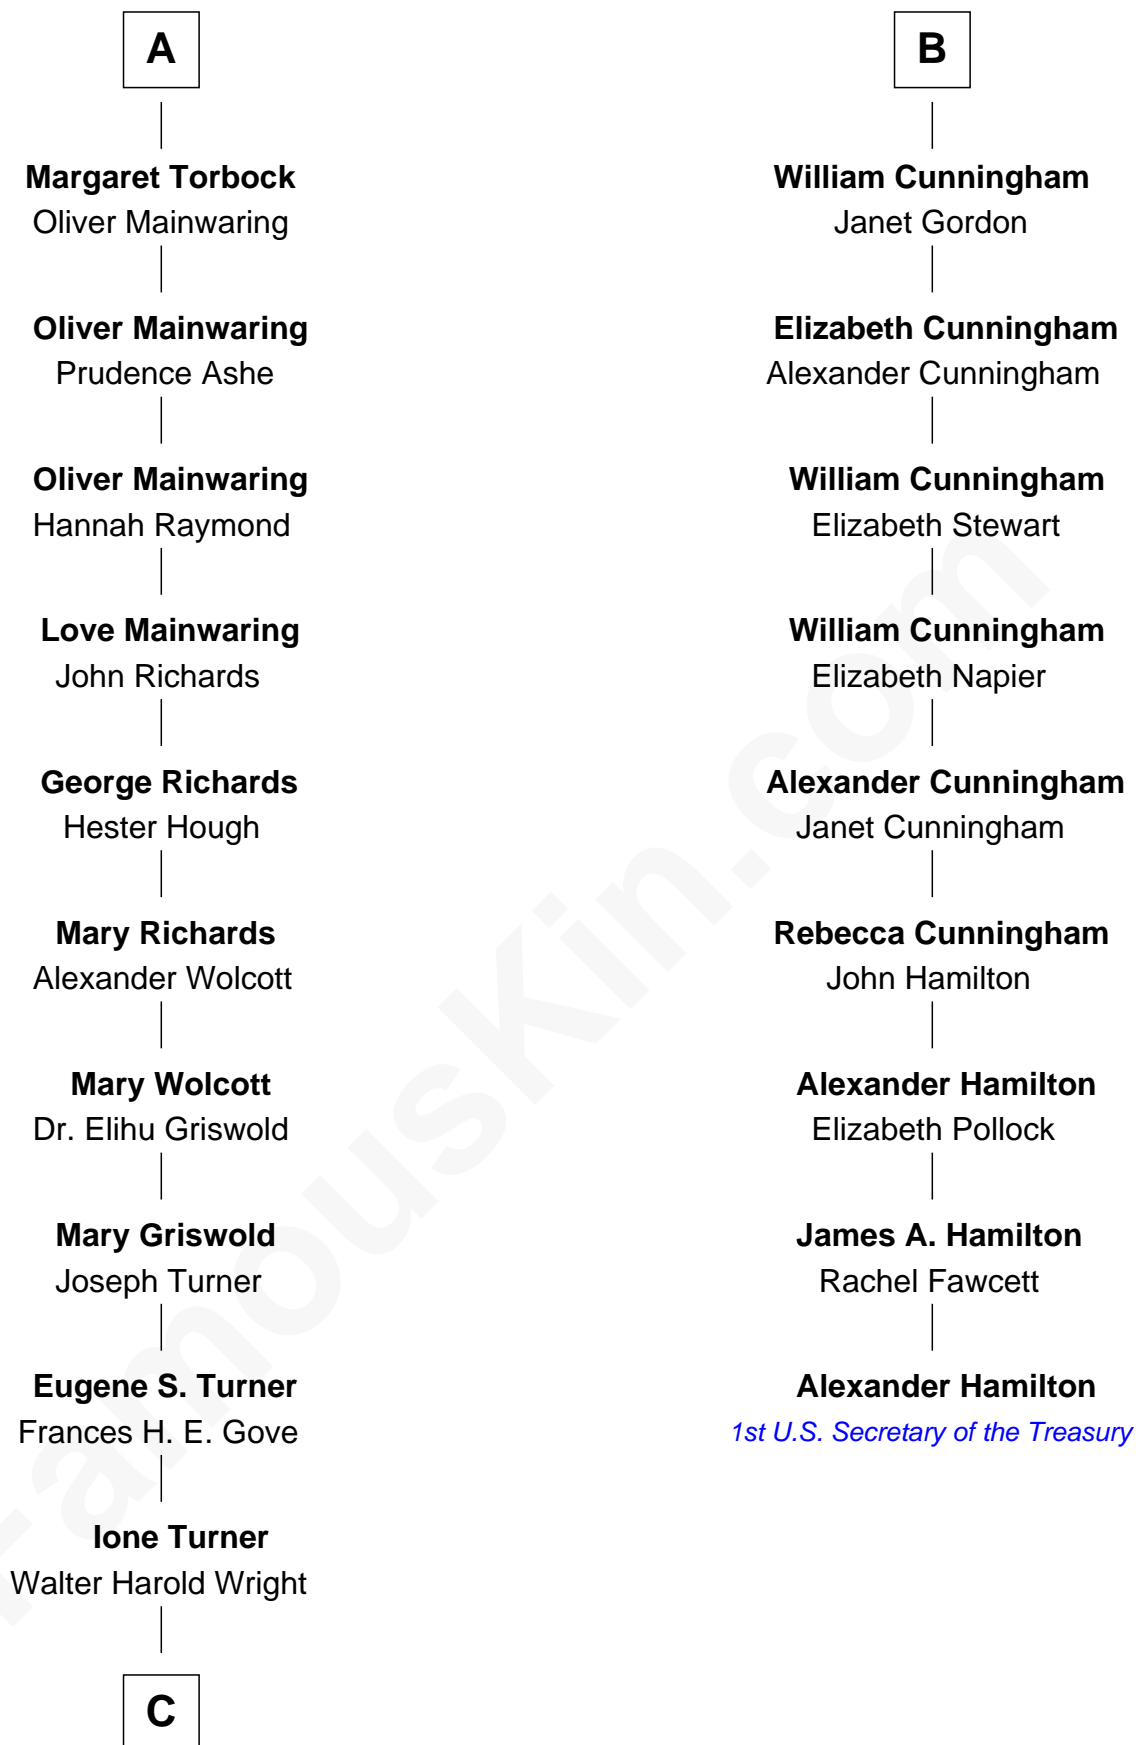 A
Margaret Torbock
Oliver Mainwaring
Oliver Mainwaring
Prudence Ashe
Oliver Mainwaring
Hannah Raymond
Love Mainwaring
John Richards
George Richards
Hester Hough
Mary Richards
Alexander Wolcott
Mary Wolcott
Dr. Elihu Griswold
Mary Griswold
Joseph Turner
Eugene S. Turner
Frances H. E. Gove
Ione Turner
Walter Harold Wright
C
B
William Cunningham
Janet Gordon
Elizabeth Cunningham
Alexander Cunningham
William Cunningham
Elizabeth Stewart
William Cunningham
Elizabeth Napier
Alexander Cunningham
Janet Cunningham
Rebecca Cunningham
John Hamilton
Alexander Hamilton
Elizabeth Pollock
James A. Hamilton
Rachel Fawcett
Alexander Hamilton
1st U.S. Secretary of the Treasury
FamousKin.com